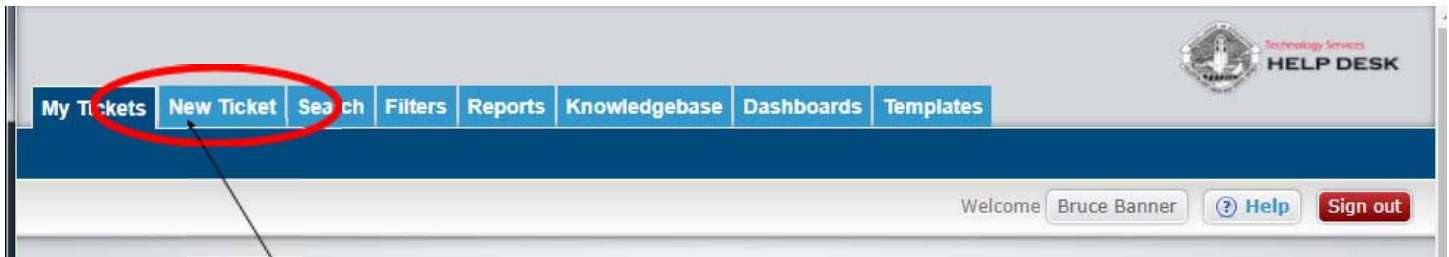 Technology Services
HELP DESK
My Tickets New Ticket Search Filters Reports Knowledgebase Dashboards Templates
Welcome Bruce Banner ? Help Sign out